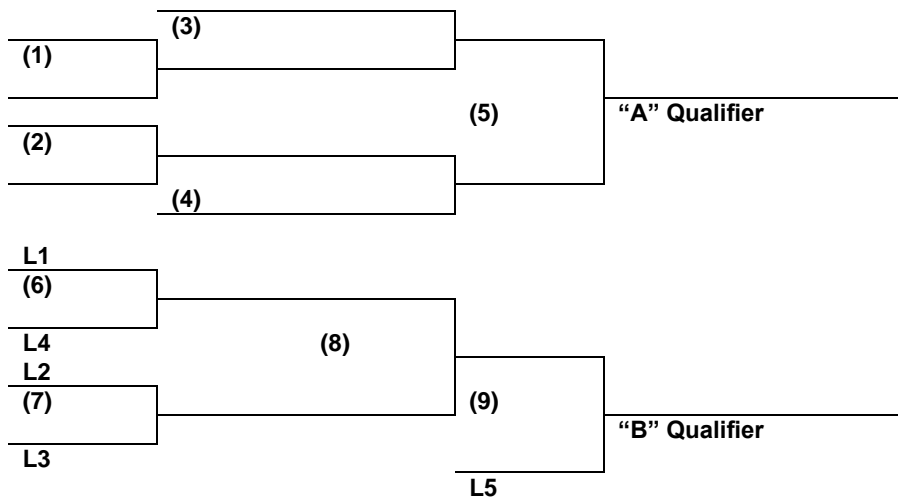 (3)
(1)
(5)
“A” Qualifier
(2)
(4)
L1
(6)
L4
(8)
L2
(7)
(9)
“B” Qualifier
L3
L5